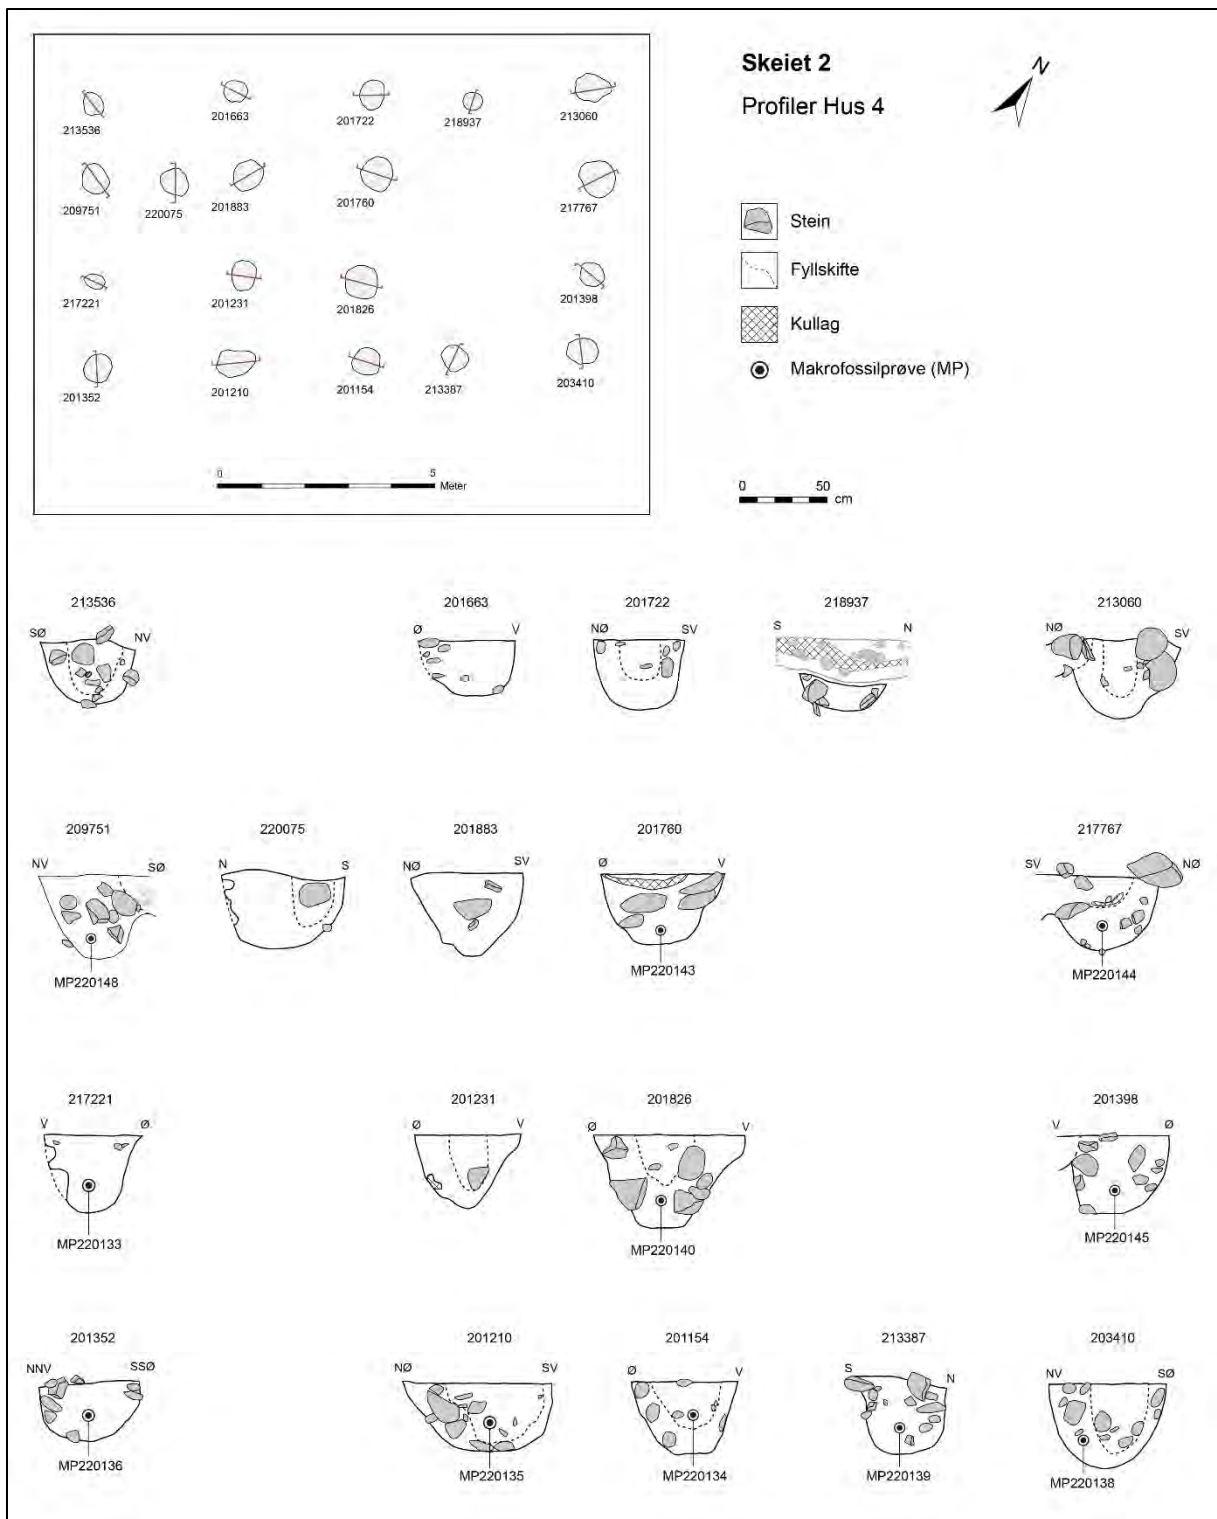 Skeiet 2
Profiler Hus 4
N
Stein
Fyllskifte
Kullag
Makrofossilprøve (MP)
0 50
cm
213536 201663 201722 218937 213060
209751 220075 201883 201760 217767
217221 201231 201826 201398
201352 201210 201154 213387 203410
0 5
Meter
213536 201663 201722 218937 213060
SØ NV Ø V NØ SV S N NØ SV
209751 220075 201883 201760 217767
NV SØ N S NØ SV Ø V SV NØ
MP220148 MP220143 MP220144
217221 201231 201826 201398
V Ø Ø V Ø V V Ø
MP220133 MP220140 MP220145
201352 201210 201154 213387 203410
NNV SSØ NØ SV Ø V S N NV SØ
MP220136 MP220135 MP220134 MP220139 MP220138